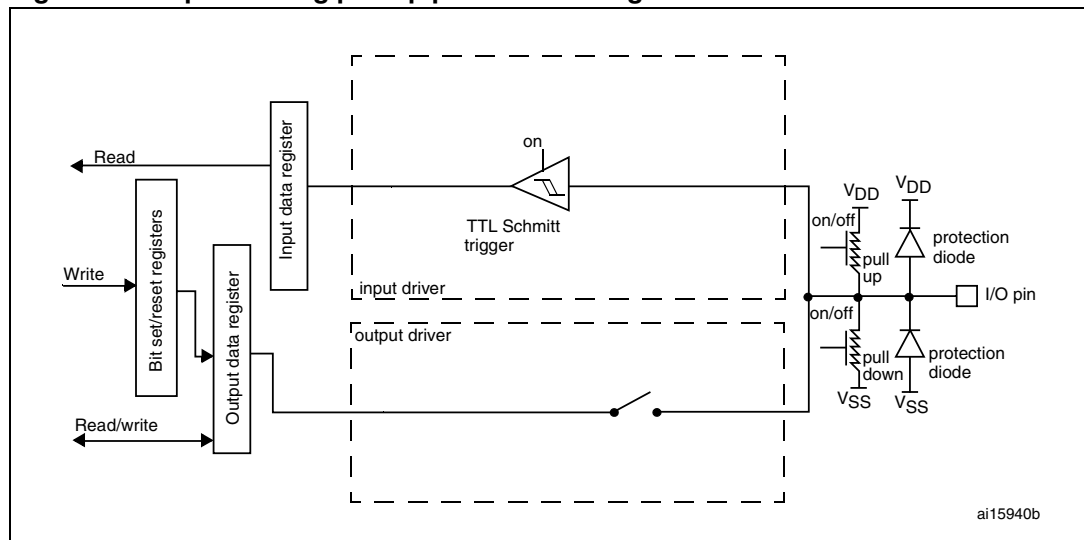 on
Read
Input data register
TTL Schmitt
trigger
VDD
VDD
on/off
pull
up
protection
diode
Write
Bit set/reset registers
Output data register
input driver
I/O pin
output driver
on/off
pull
down
protection
diode
VSS
VSS
Read/write
ai15940b